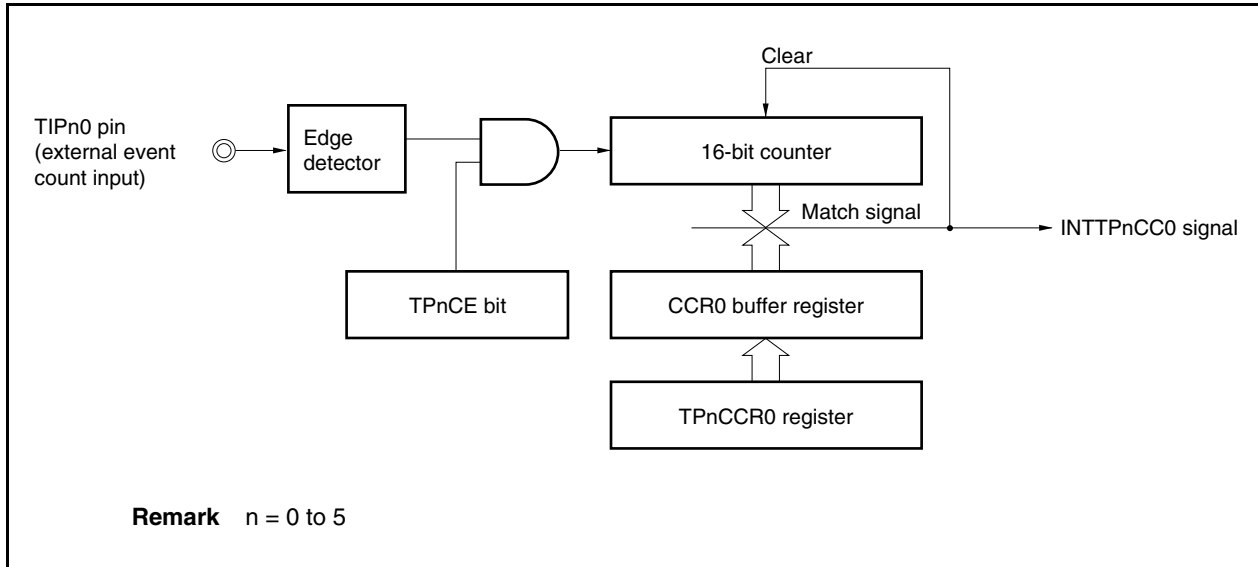 Clear
TIPn0 pin
(external event
count input)
Edge
detector
16-bit counter
Match signal
INTTPnCC0 signal
TPnCE bit
CCR0 buffer register
TPnCCR0 register
Remark n = 0 to 5